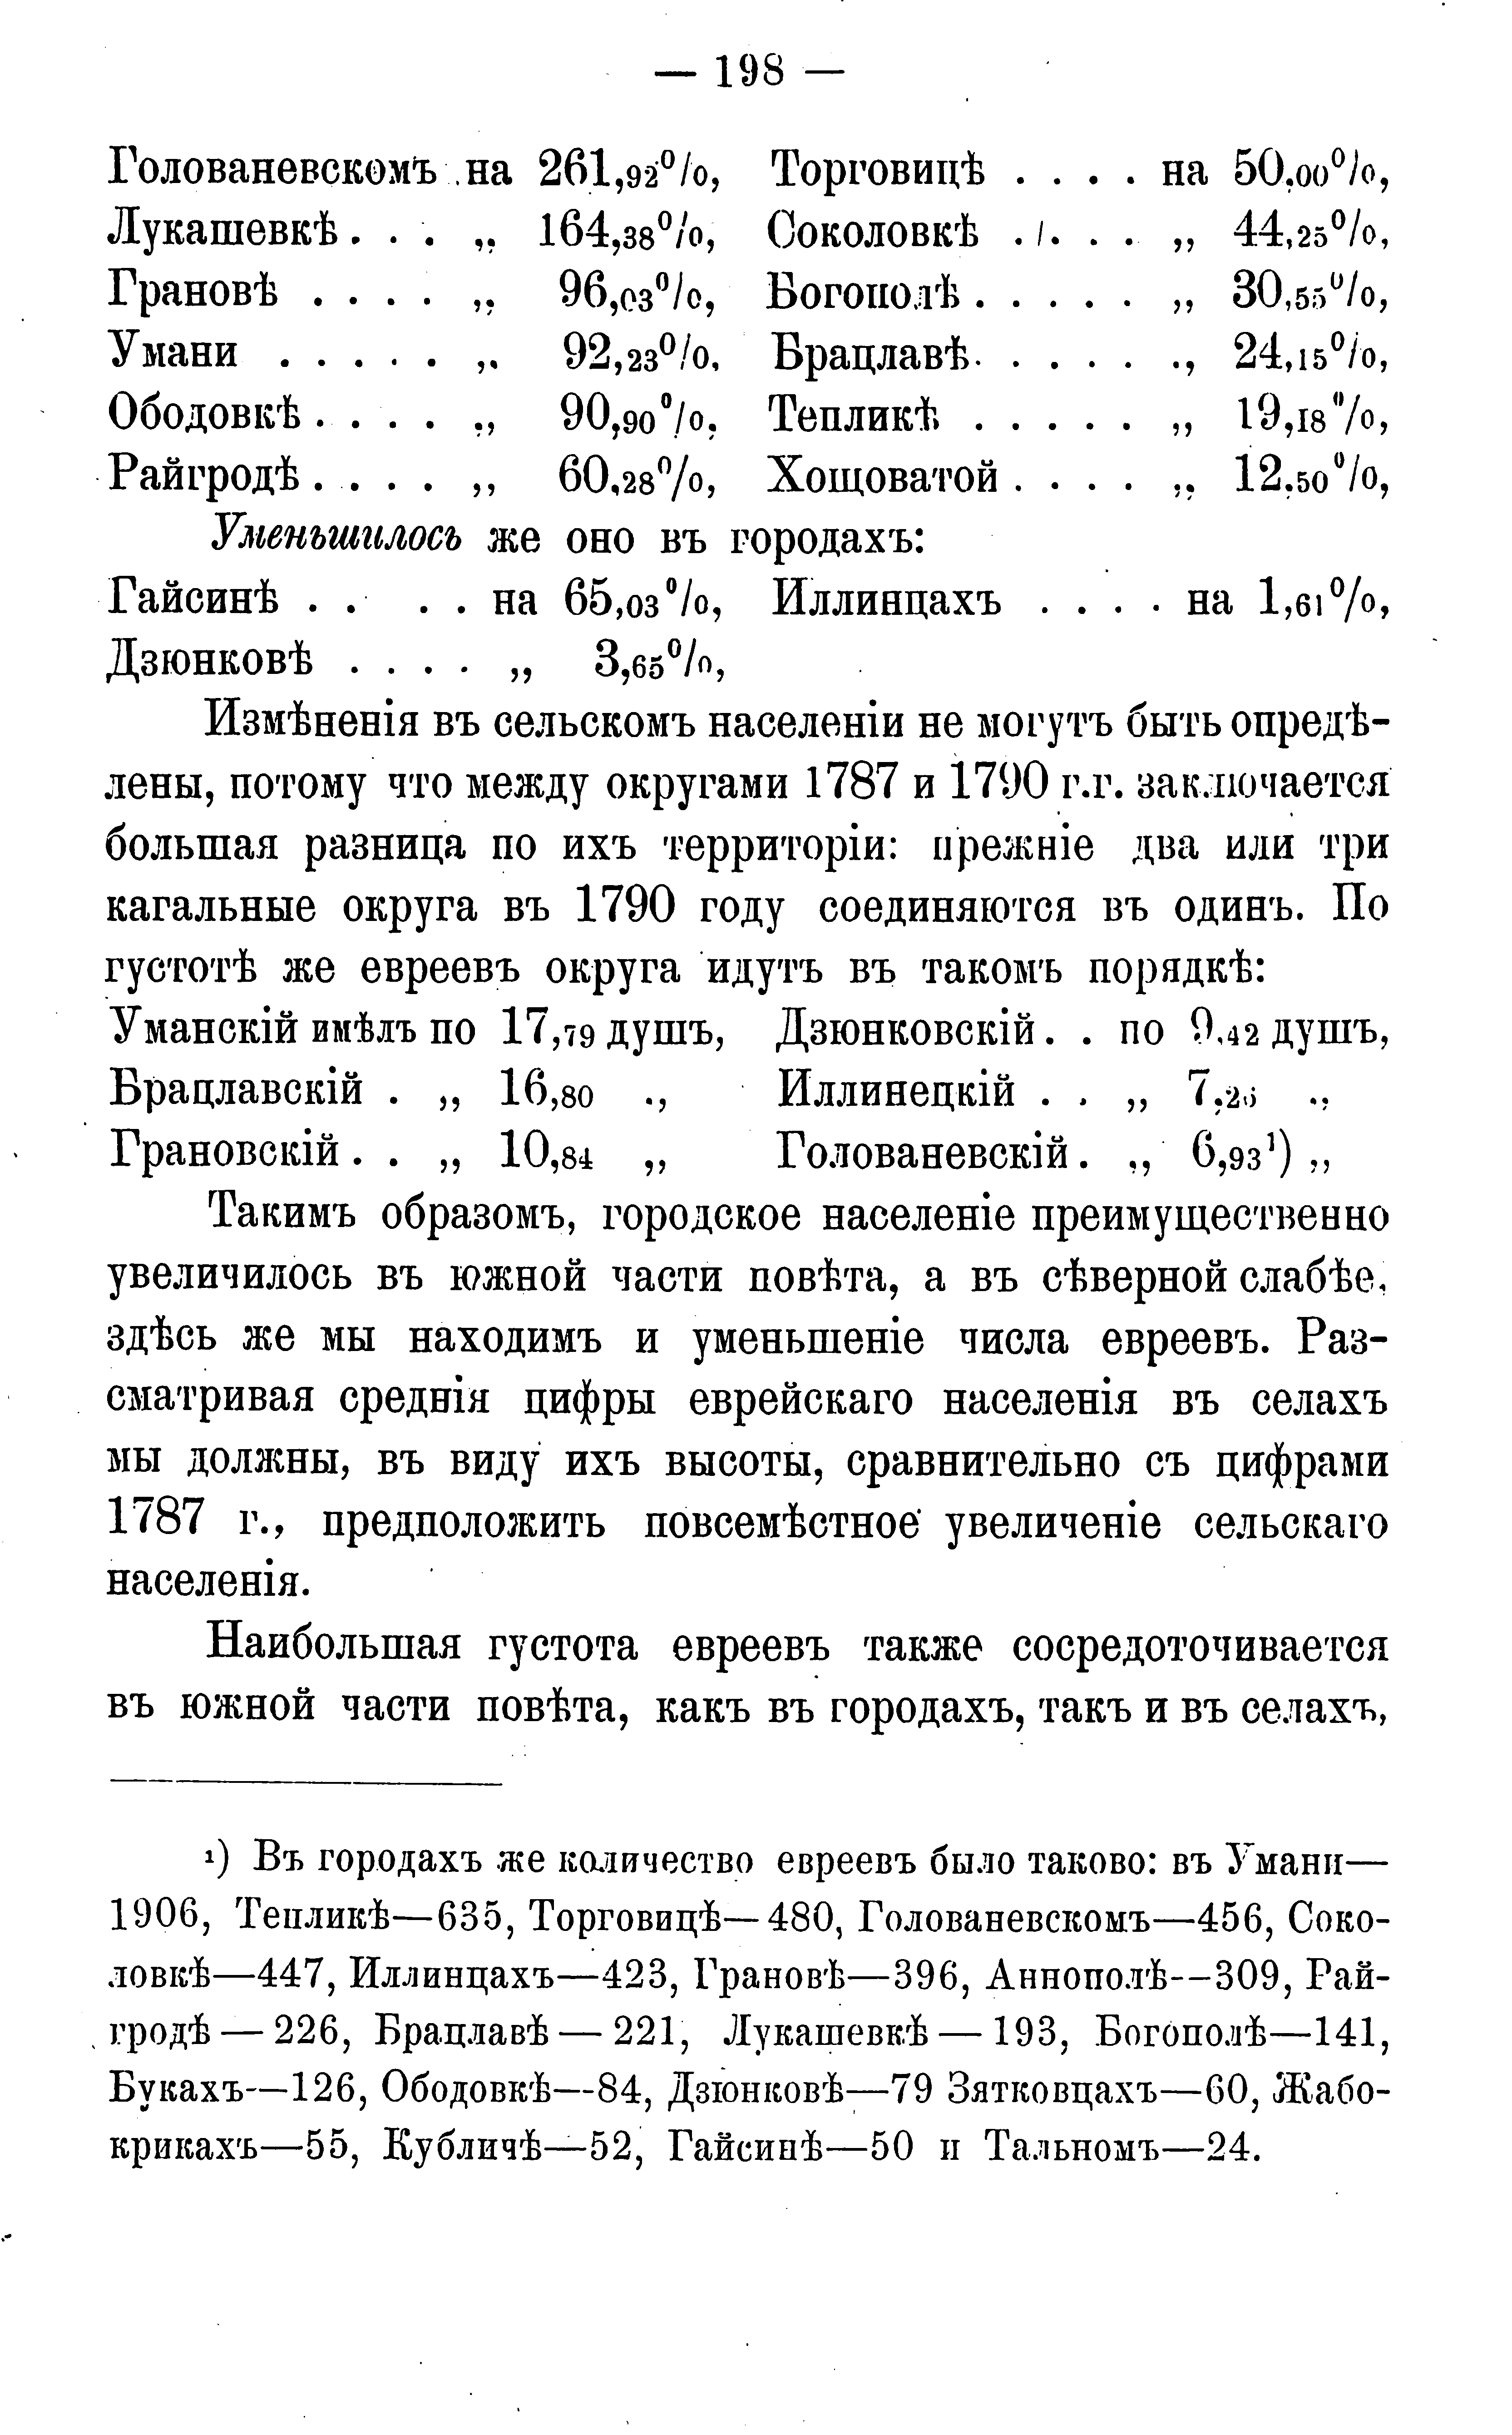 — 198 —
Голованевскомъ на 261,92%, Торговицѣ . . . . на 50,00%,
Лукашевкѣ . . . „ 164,38%, Соколовкѣ . . . . „ 44,25%,
Грановѣ . . . . „ 96,03%, Богополѣ . . . . . „ 30,55%,
Умани . . . . . „ 92,23%, Брацлавѣ . . . . . „ 24,15%,
Ободовкѣ . . . . „ 90,90%, Тепликѣ . . . . . „ 19,18%,
Райгродѣ . . . . „ 60,28%, Хощоватой . . . . „ 12,50%,
Уменьшилось же оно въ городахъ:
Гайсинѣ . . . . на 65,03%, Иллинцахъ . . . . на 1,61%,
Дзюнковѣ . . . . „ 3,65%,
Измѣненія въ сельскомъ населеніи не могутъ быть опредѣ-
лены, потому что между округами 1787 и 1790 г.г. заключается
большая разница по ихъ территоріи: прежніе два или три
кагальные округа въ 1790 году соединяются въ одинъ. По
густотѣ же евреевъ округа идутъ въ такомъ порядкѣ:
Уманскій имѣлъ по 17,79 душъ, Дзюнковскій . . по 9,42 душъ,
Брацлавскій . „ 16,80 „ Иллинецкій . . „ 7,26 „
Грановскій . . „ 10,84 „ Голованевскій . „ 6,93¹) „
Такимъ образомъ, городское населеніе преимущественно
увеличилось въ южной части повѣта, а въ сѣверной слабѣе,
здѣсь же мы находимъ и уменьшеніе числа евреевъ. Раз-
сматривая среднія цифры еврейскаго населенія въ селахъ
мы должны, въ виду ихъ высоты, сравнительно съ цифрами
1787 г., предположить повсемѣстное увеличеніе сельскаго
населенія.
Наибольшая густота евреевъ также сосредоточивается
въ южной части повѣта, какъ въ городахъ, такъ и въ селахъ,
¹) Въ городахъ же количество евреевъ было таково: въ Умани—
1906, Тепликѣ—635, Торговицѣ—480, Голованевскомъ—456, Соко-
ловкѣ—447, Иллинцахъ—423, Грановѣ—396, Аннополѣ—309, Рай-
гродѣ — 226, Брацлавѣ — 221, Лукашевкѣ — 193, Богополѣ—141,
Букахъ—126, Ободовкѣ—84, Дзюнковѣ—79 Зятковцахъ—60, Жабо-
крикахъ—55, Кубличѣ—52, Гайсинѣ—50 и Тальномъ—24.